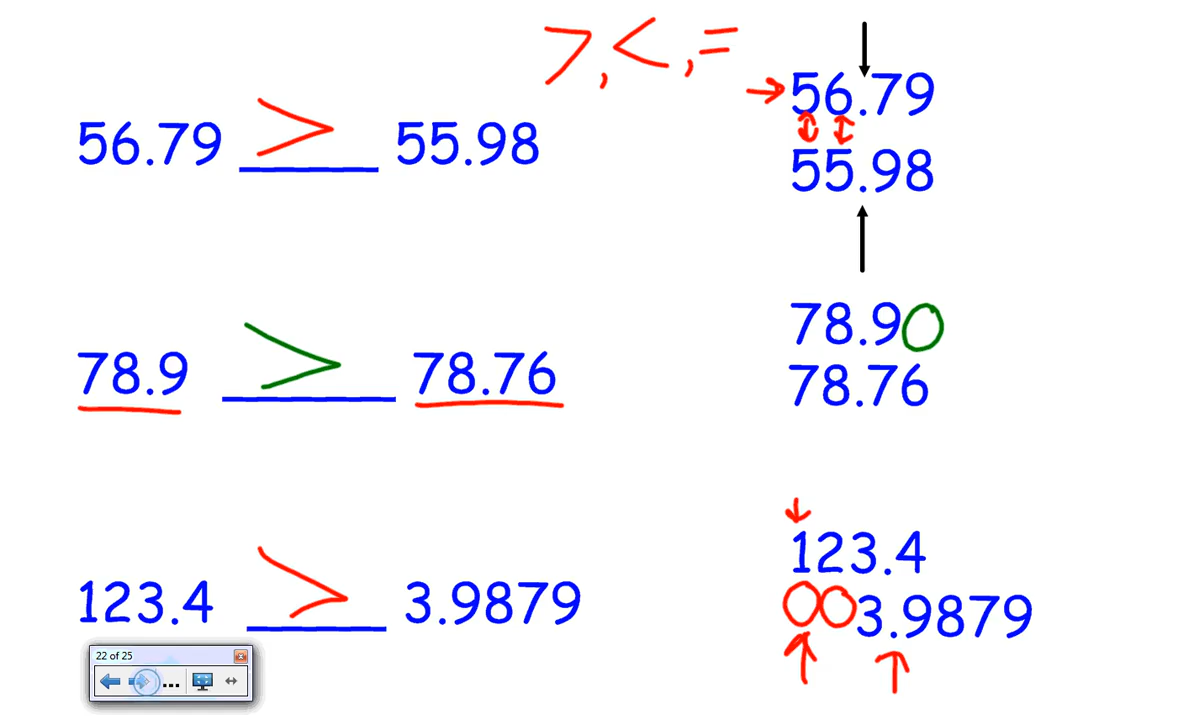 >, <, =
56.79 > 55.98
56.79
55.98
78.9 > 78.76
78.90
78.76
123.4 > 3.9879
123.4
003.9879
22 of 25